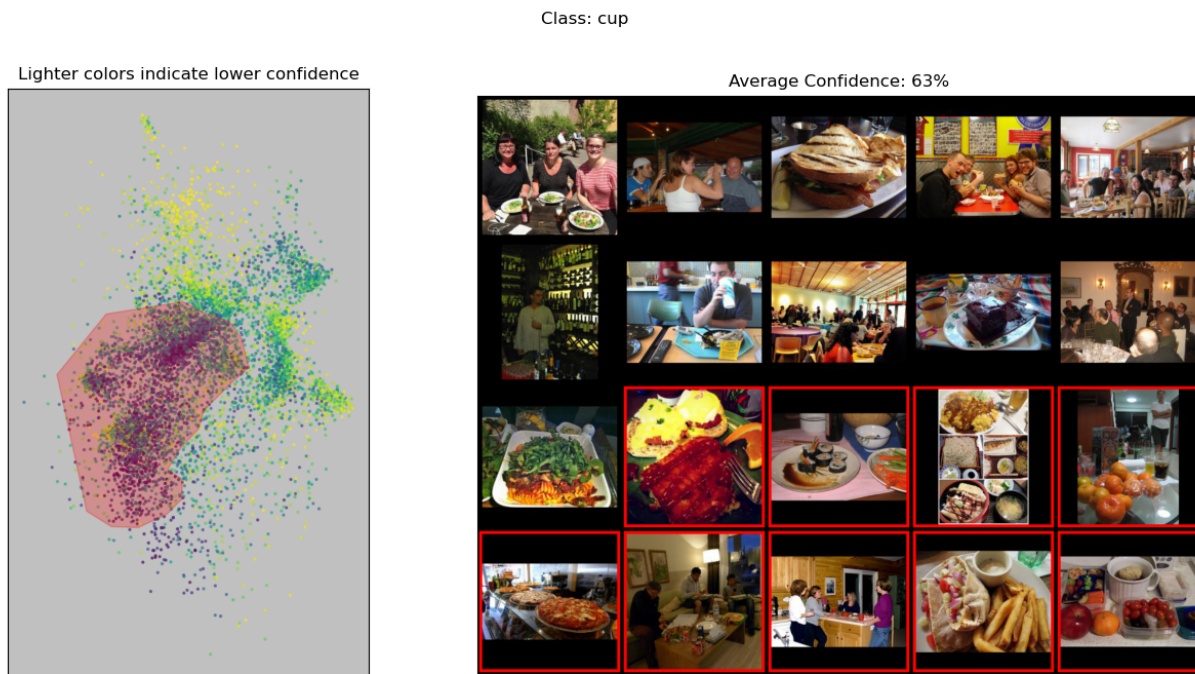 Class: cup
Lighter colors indicate lower confidence
Average Confidence: 63%